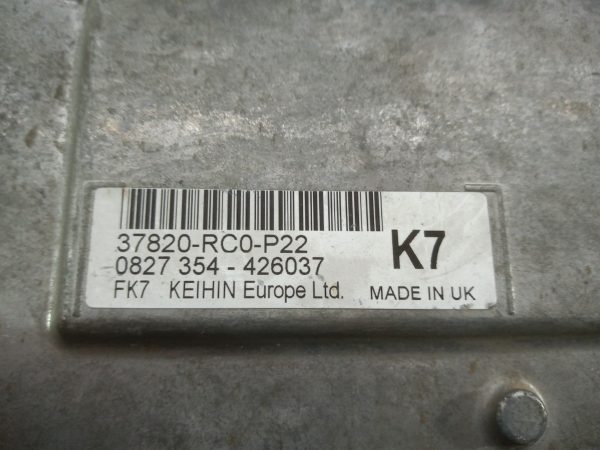 37820-RC0-P22
0827 354 - 426037
K7
FK7 KEIHIN Europe Ltd. MADE IN UK